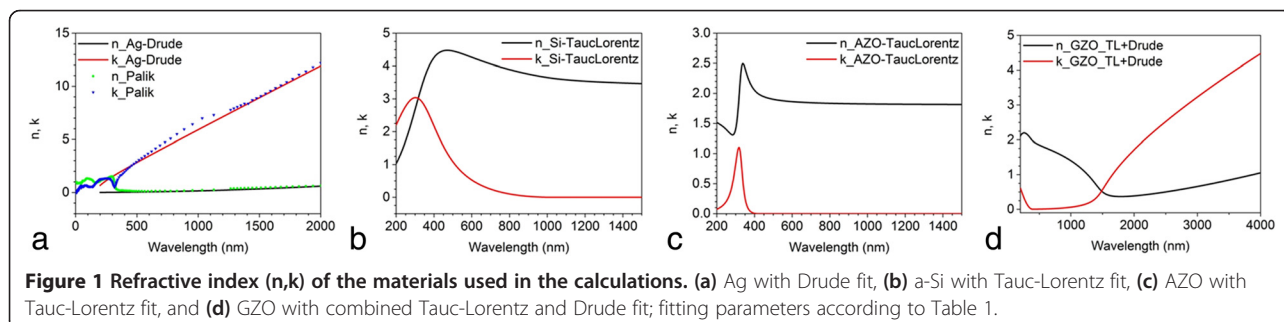 15
10
5
0
n, k
n_Ag-Drude
k_Ag-Drude
n_Palik
k_Palik
0 500 1000 1500 2000
Wavelength (nm)
a
5
4
3
2
1
0
n, k
n_Si-TaucLorentz
k_Si-TaucLorentz
200 400 600 800 1000 1200 1400
Wavelength (nm)
b
3.0
2.5
2.0
1.5
1.0
0.5
0.0
n, k
n_AZO-TaucLorentz
k_AZO-TaucLorentz
200 400 600 800 1000 1200 1400
Wavelength (nm)
c
5
4
3
2
1
0
n, k
n_GZO_TL+Drude
k_GZO_TL+Drude
1000 2000 3000 4000
Wavelength (nm)
d
Figure 1 Refractive index (n,k) of the materials used in the calculations. (a) Ag with Drude fit, (b) a-Si with Tauc-Lorentz fit, (c) AZO with
Tauc-Lorentz fit, and (d) GZO with combined Tauc-Lorentz and Drude fit; fitting parameters according to Table 1.